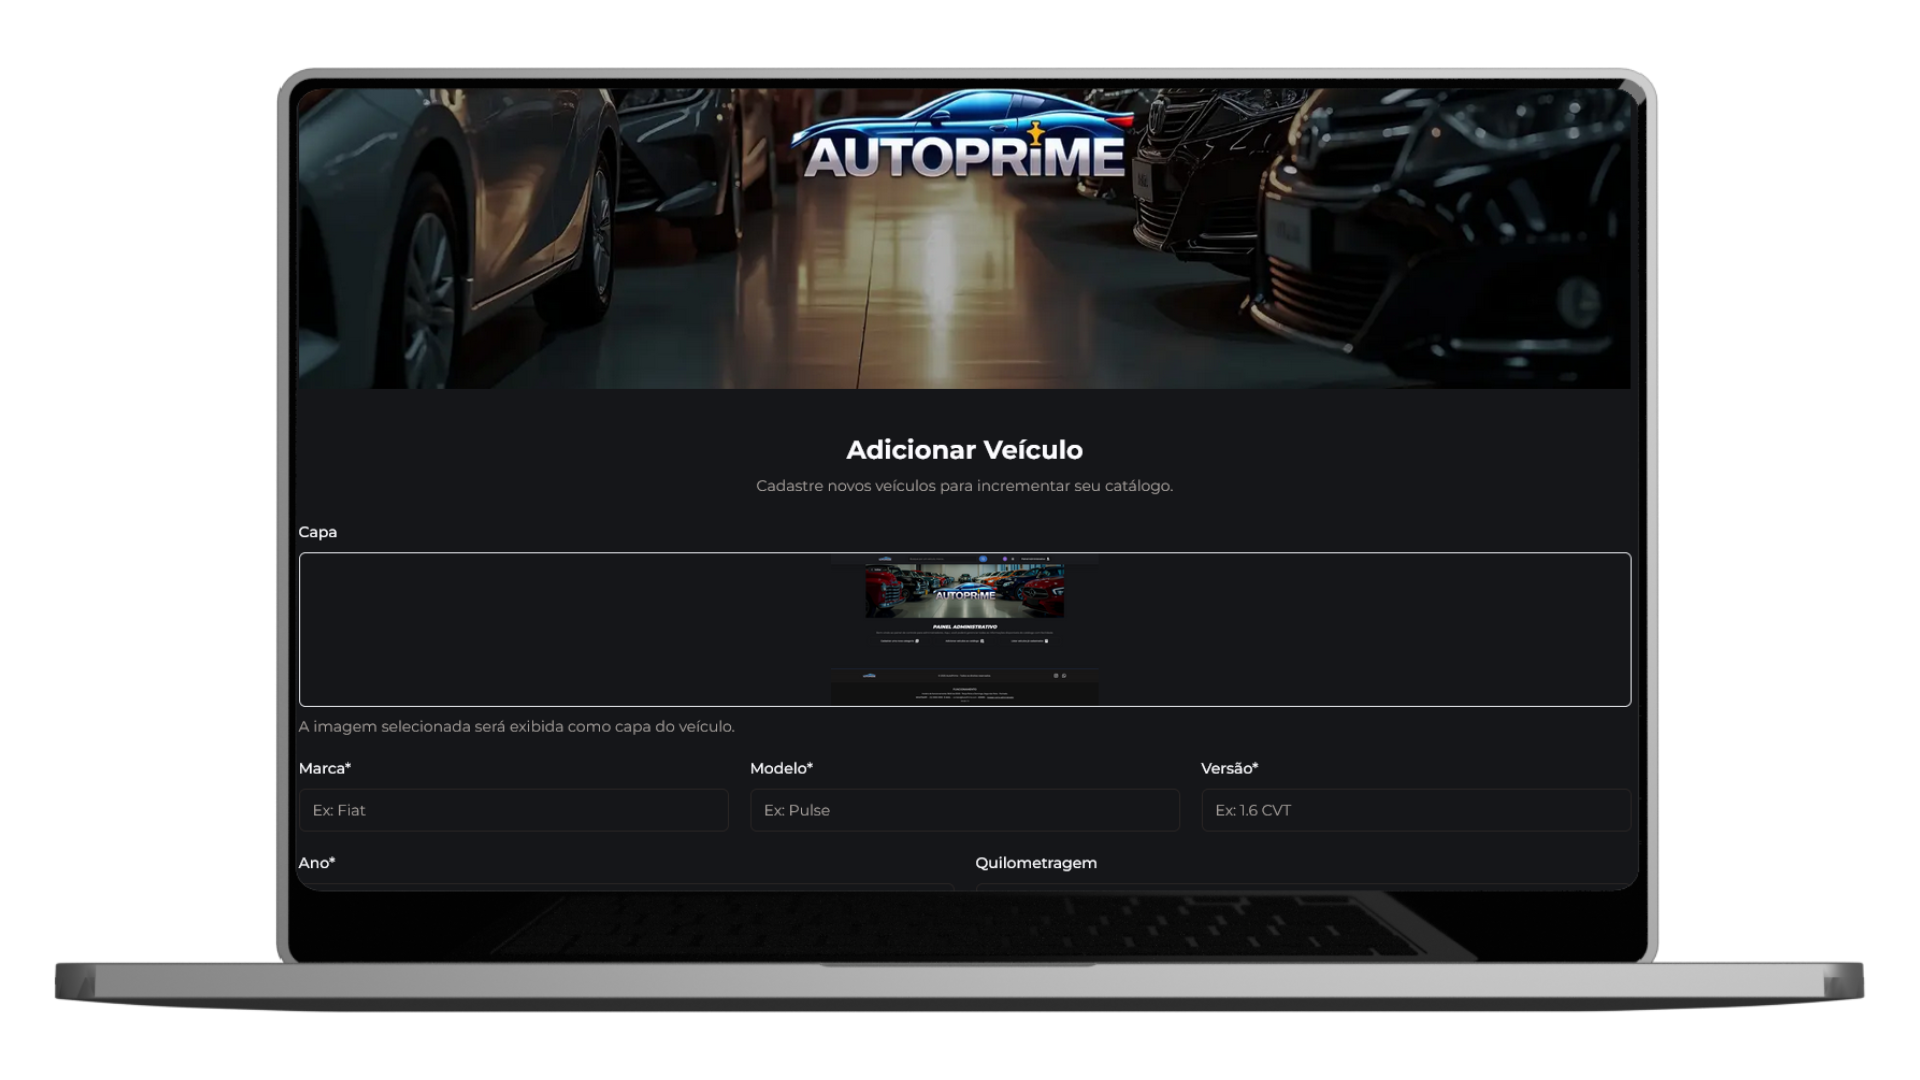 AUTOPRiME
Adicionar Veículo
Cadastre novos veículos para incrementar seu catálogo.
Capa
AUTOPRiME
PAINEL ADMINISTRATIVO
A imagem selecionada será exibida como capa do veículo.
Marca* Modelo* Versão*
Ex: Fiat Ex: Pulse Ex: 1.6 CVT
Ano* Quilometragem